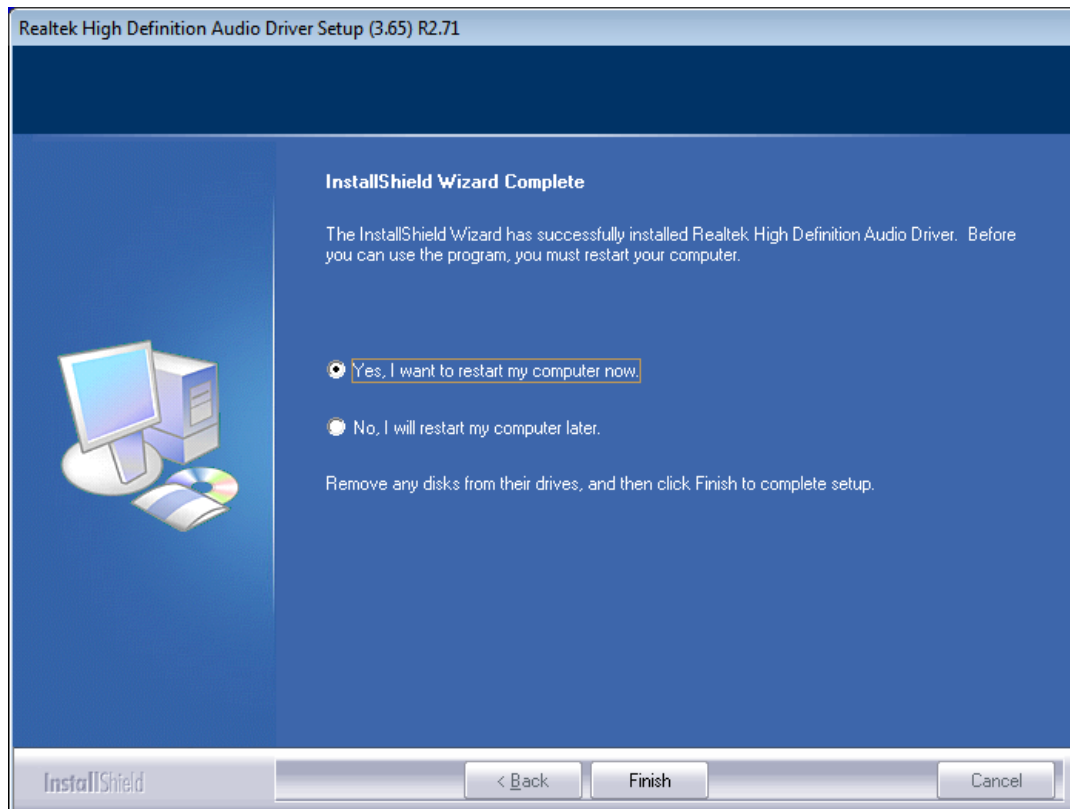 Realtek High Definition Audio Driver Setup (3.65) R2.71
InstallShield Wizard Complete
The InstallShield Wizard has successfully installed Realtek High Definition Audio Driver. Before
you can use the program, you must restart your computer.
Yes, I want to restart my computer now.
No, I will restart my computer later.
Remove any disks from their drives, and then click Finish to complete setup.
InstallShield
< Back
Finish
Cancel